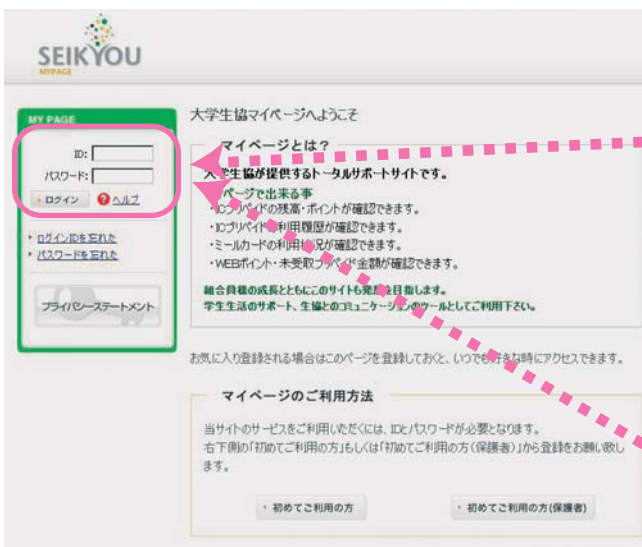 SEIKYOU
MYPAGE
MY PAGE
ID:
パスワード:
ログイン
ヘルプ
ログインIDを忘れた
パスワードを忘れた
プライバシーステートメント
大学生協マイページへようこそ
マイページとは?
大学生協が提供するトータルサポートサイトです。
ページで出来る事
・ICプリペイドの残高・ポイントが確認できます。
・ICプリペイドの利用履歴が確認できます。
・ミールカードの利用状況が確認できます。
・WEBポイント・未受取プリペイド金額が確認できます。
組合員様の成長とともにこのサイトも発展を目指します。
学生生活のサポート、生協とのコミュニケーションのツールとしてご利用下さい。
お気に入り登録される場合はこのページを登録しておくと、いつでも好きな時にアクセスできます。
マイページのご利用方法
当サイトのサービスをご利用いただくには、IDとパスワードが必要となります。
右下側の「初めてご利用の方」もしくは「初めてご利用の方(保護者)」から登録をお願い致し
ます。
初めてご利用の方
初めてご利用の方(保護者)